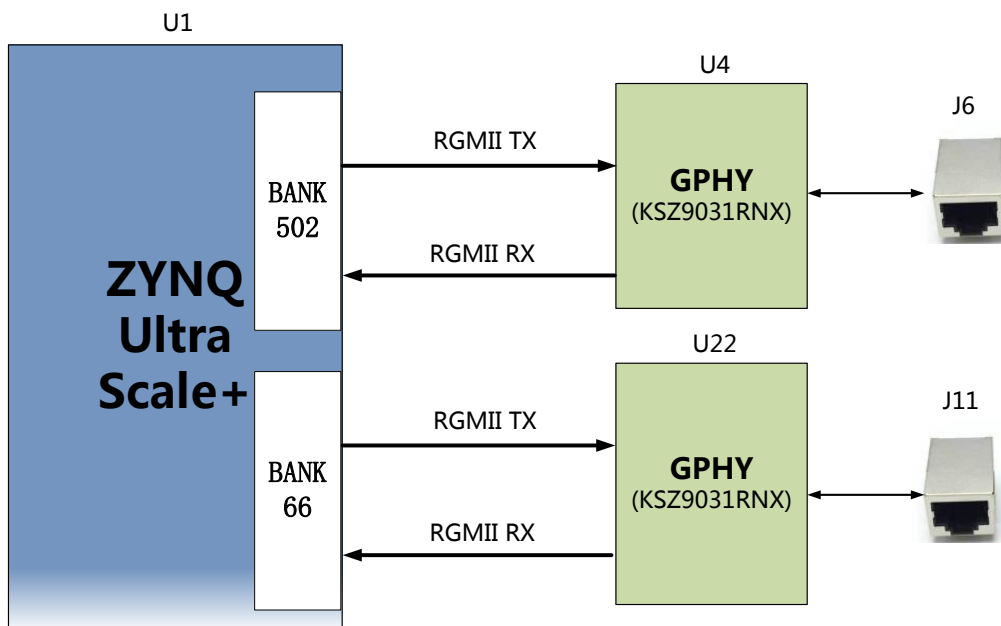 U1
ZYNQ
Ultra
Scale+
BANK
502
RGMII TX
RGMII RX
U4
GPHY
(KSZ9031RNX)
J6
BANK
66
RGMII TX
RGMII RX
U22
GPHY
(KSZ9031RNX)
J11